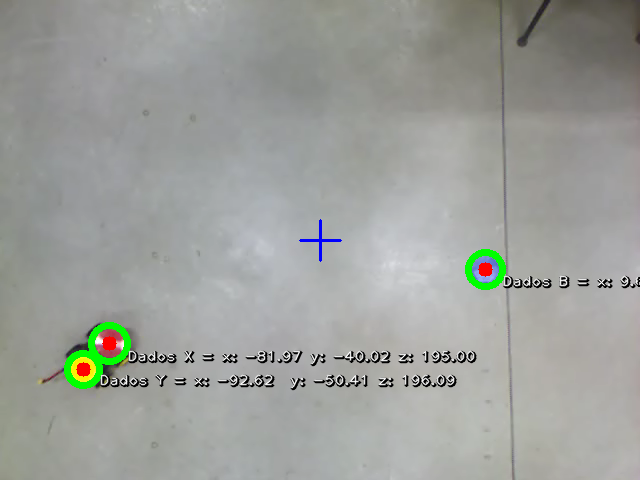 Dados B = x: 9.
Dados X = x: -81.97 y: -40.02 z: 195.00
Dados Y = x: -92.62 y: -50.41 z: 196.09